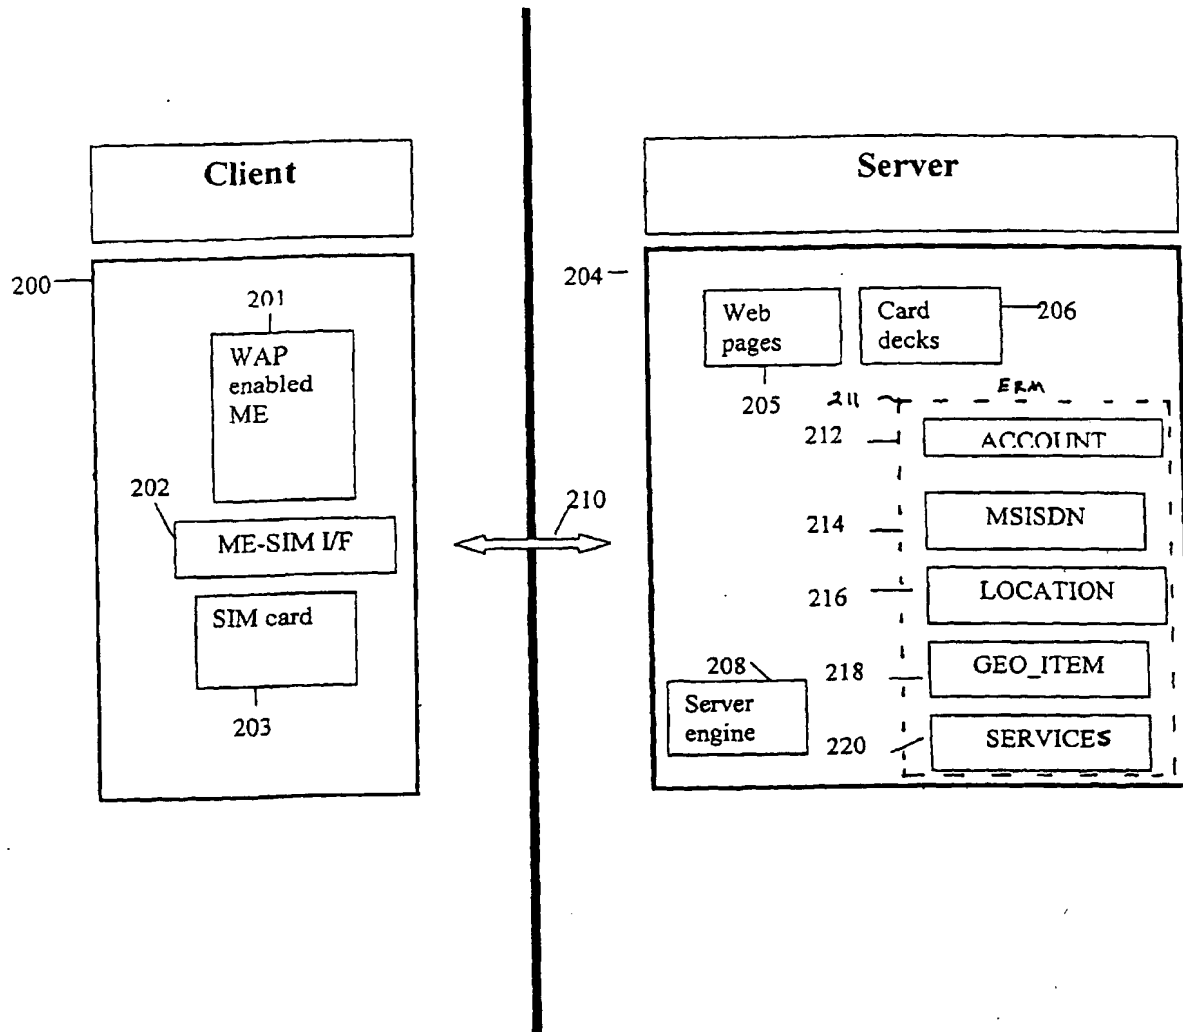 Client
200
201
WAP
enabled
ME
202
ME-SIM I/F
SIM card
203
210
Server
204
Web
pages
205
Card
decks
206
211
ERM
212
ACCOUNT
214
MSISDN
216
LOCATION
218
GEO_ITEM
220
SERVICES
208
Server
engine